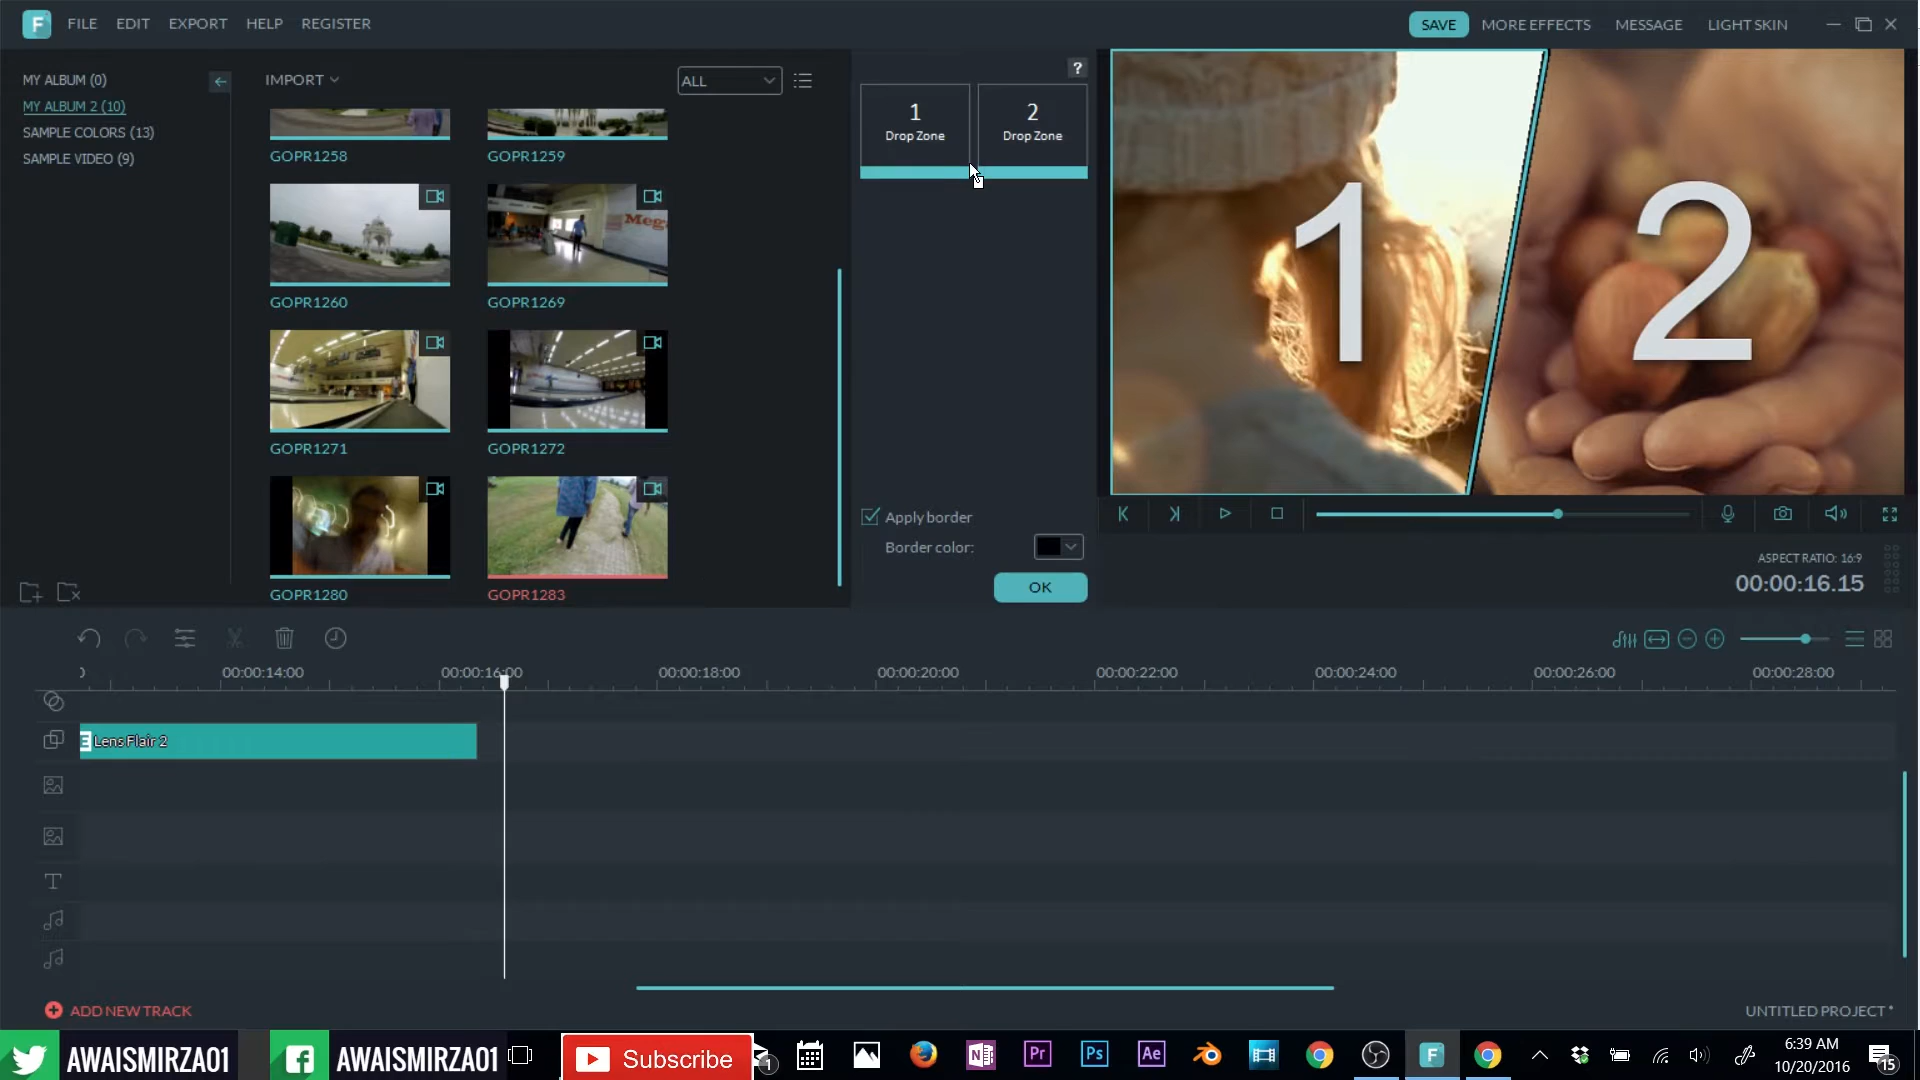 F FILE EDIT EXPORT HELP REGISTER
SAVE MORE EFFECTS MESSAGE LIGHT SKIN
MY ALBUM (0)
MY ALBUM 2 (10)
SAMPLE COLORS (13)
SAMPLE VIDEO (9)
IMPORT
ALL
GOPR1258
GOPR1259
GOPR1260
GOPR1269
GOPR1271
GOPR1272
GOPR1280
GOPR1283
?
1
Drop Zone
2
Drop Zone
Apply border
Border color:
OK
1 2
ASPECT RATIO: 16:9
00:00:16.15
00:00:14:00 00:00:16:00 00:00:18:00 00:00:20:00 00:00:22:00 00:00:24:00 00:00:26:00 00:00:28:00
E Lens Flair 2
T
ADD NEW TRACK
UNTITLED PROJECT *
AWAISMIRZA01
AWAISMIRZA01
Subscribe
1
N
Pr
Ps
Ae
F
6:39 AM
10/20/2016
15